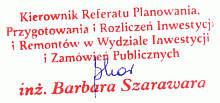 Kierownik Referatu Planowania,
Przygotowania i Rozliczeń Inwestycji
i Remontów w Wydziale Inwestycji
i Zamówień Publicznych
inż. Barbara Szarawara